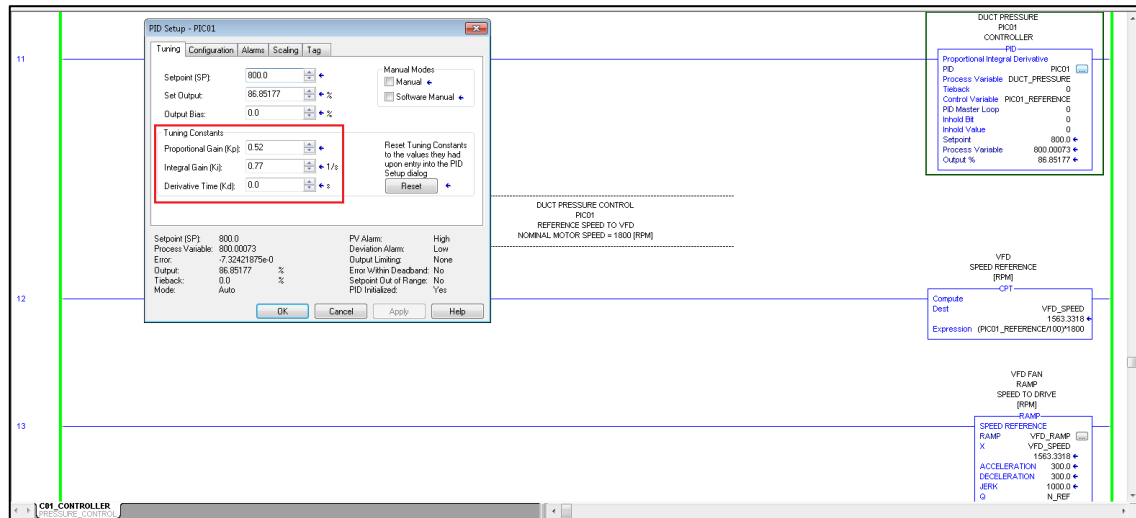 PID Setup - PIC01
Tuning Configuration Alarms Scaling Tag
Setpoint (SP): 800.0
Set Output: 86.85177 %
Output Bias: 0.0 %
Manual Modes
Manual
Software Manual
Tuning Constants
Proportional Gain (Kp): 0.52
Integral Gain (Ki): 0.77 1/s
Derivative Time (Kd): 0.0 s
Reset Tuning Constants
to the values they had
upon entry into the PID
Setup dialog
Reset
Setpoint (SP): 800.0
Process Variable: 800.00073
Error: -7.32421875e-0
Output: 86.85177 %
Tieback: 0.0 %
Mode: Auto
PV Alarm: High
Deviation Alarm: Low
Output Limiting: None
Error Within Deadband: No
Setpoint Out of Range: No
PID Initialized: Yes
OK Cancel Apply Help
11
DUCT PRESSURE
PIC01
CONTROLLER
PID
Proportional Integral Derivative
PID PIC01 ...
Process Variable DUCT_PRESSURE
Tieback 0
Control Variable PIC01_REFERENCE
PID Master Loop 0
Inhold Bit 0
Inhold Value 0
Setpoint 800.0
Process Variable 800.00073
Output % 86.85177
DUCT PRESSURE CONTROL
PIC01
REFERENCE SPEED TO VFD
NOMINAL MOTOR SPEED = 1800 [RPM]
12
VFD
SPEED REFERENCE
[RPM]
CPT
Compute
Dest VFD_SPEED
1563.3318
Expression (PIC01_REFERENCE/100)*1800
13
VFD FAN
RAMP
SPEED TO DRIVE
[RPM]
RAMP
SPEED REFERENCE
RAMP VFD_RAMP ...
X VFD_SPEED
1563.3318
ACCELERATION 300.0
DECELERATION 300.0
JERK 1000.0
Q N_REF
C01_CONTROLLER
PRESSURE_CONTROL